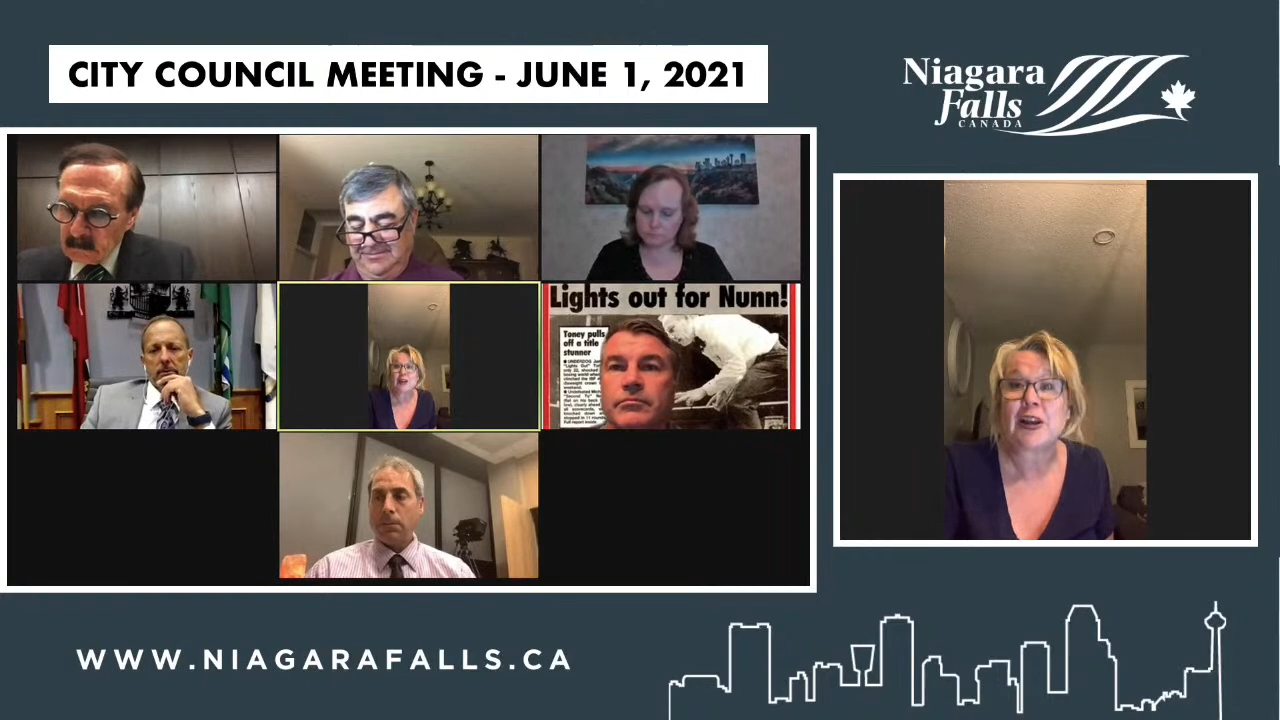 CITY COUNCIL MEETING - JUNE 1, 2021
Niagara
Falls
CANADA
Lights out for Nunn!
Toney pulls
off a title
stunner
WWW.NIAGARAFALLS.CA